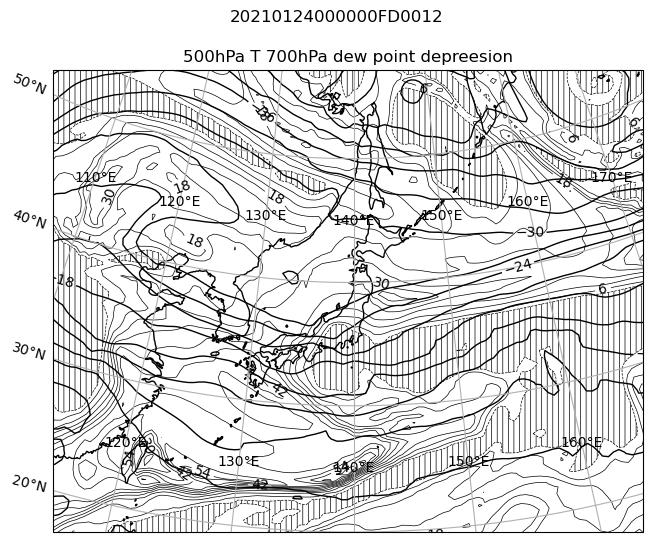 20210124000000FD0012
500hPa T 700hPa dew point depreesion
50°N
-36
6
6
110°E
18
18
18
170°E
30
120°E
40°N
130°E
140°E
150°E
160°E
-30
18
-24
18
30
6
30°N
42
120°E
160°E
130°E
140°E
150°E
54
42
20°N
18